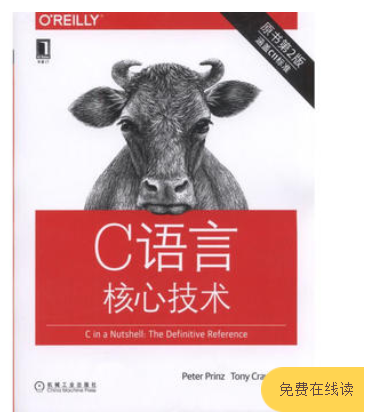 O'REILLY®
原书第2版
涵盖C11标准
C语言
核心技术
C in a Nutshell: The Definitive Reference
Peter Prinz Tony
机械工业出版社
China Machine Press
免费在线读